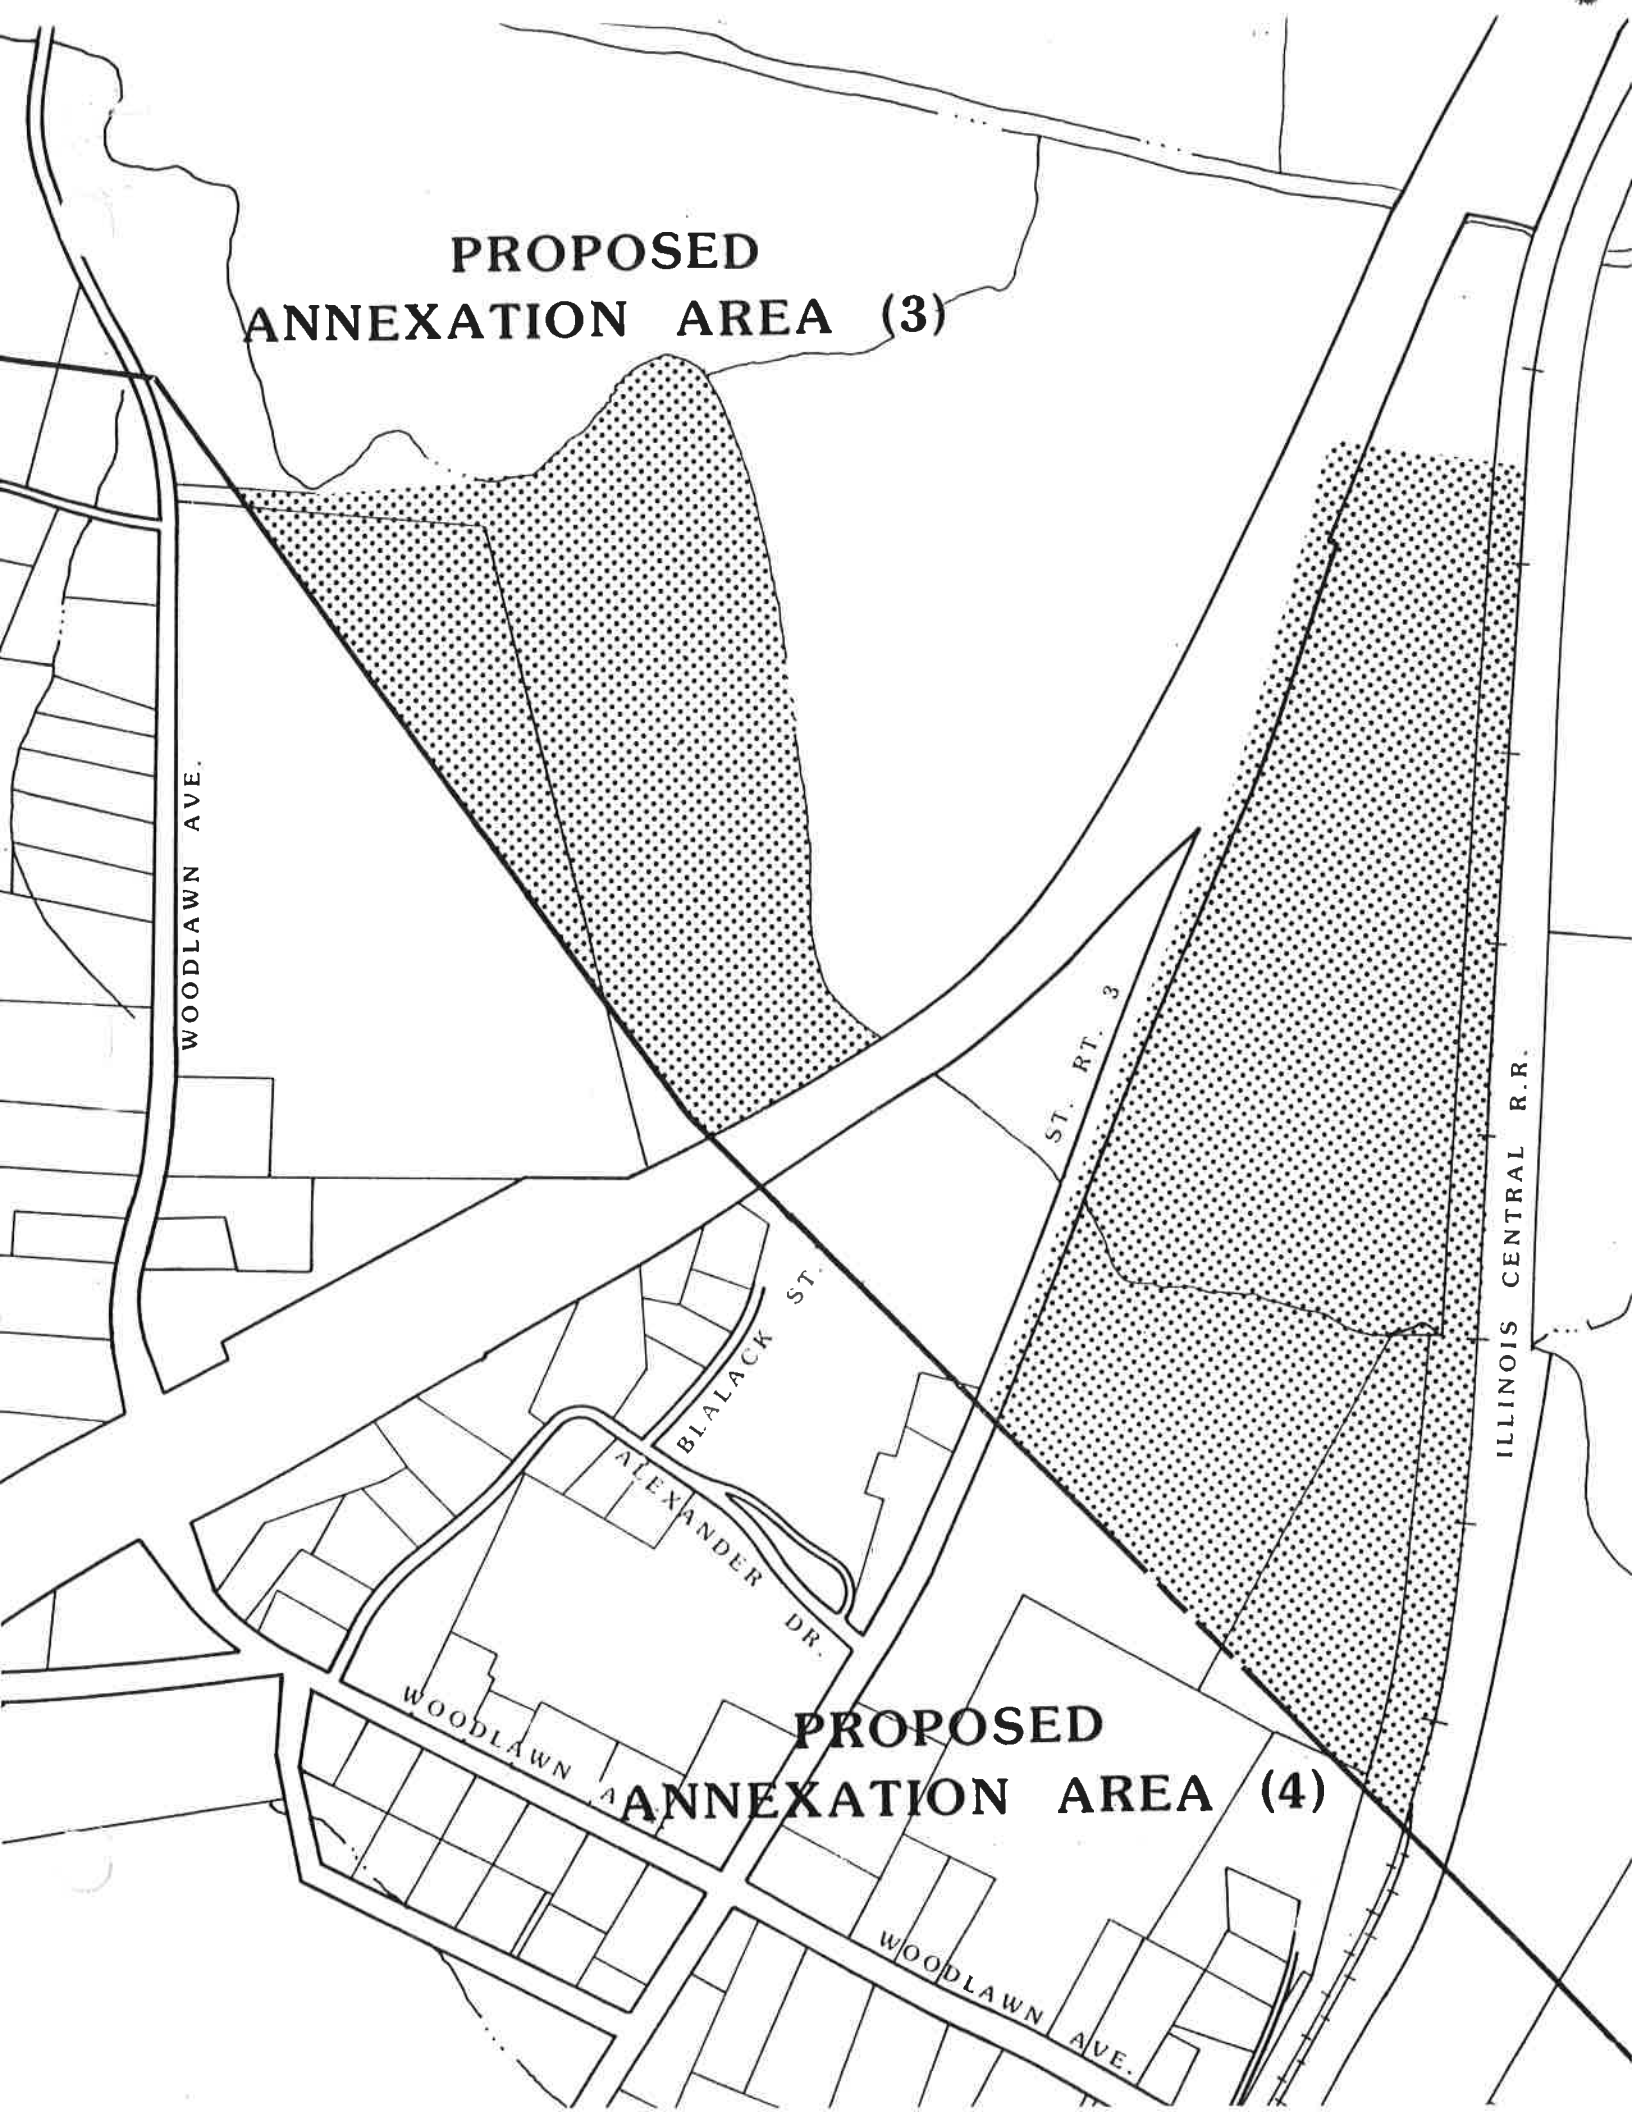 PROPOSED
ANNEXATION AREA (3)
WOODLAWN AVE.
ST. RT. 3
ILLINOIS CENTRAL R.R.
BLALACK ST.
ALEXANDER DR.
WOODLAWN
PROPOSED
ANNEXATION AREA (4)
WOODLAWN AVE.